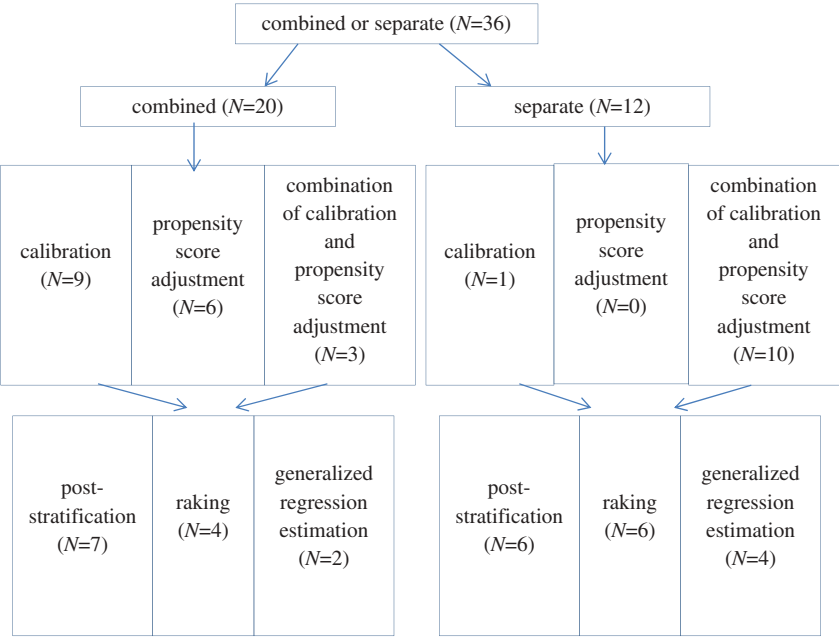 combined or separate (N=36)
combined (N=20)
separate (N=12)
calibration
(N=9)
propensity
score
adjustment
(N=6)
combination
of calibration
and
propensity
score
adjustment
(N=3)
calibration
(N=1)
propensity
score
adjustment
(N=0)
combination
of calibration
and
propensity
score
adjustment
(N=10)
post-
stratification
(N=7)
raking
(N=4)
generalized
regression
estimation
(N=2)
post-
stratification
(N=6)
raking
(N=6)
generalized
regression
estimation
(N=4)